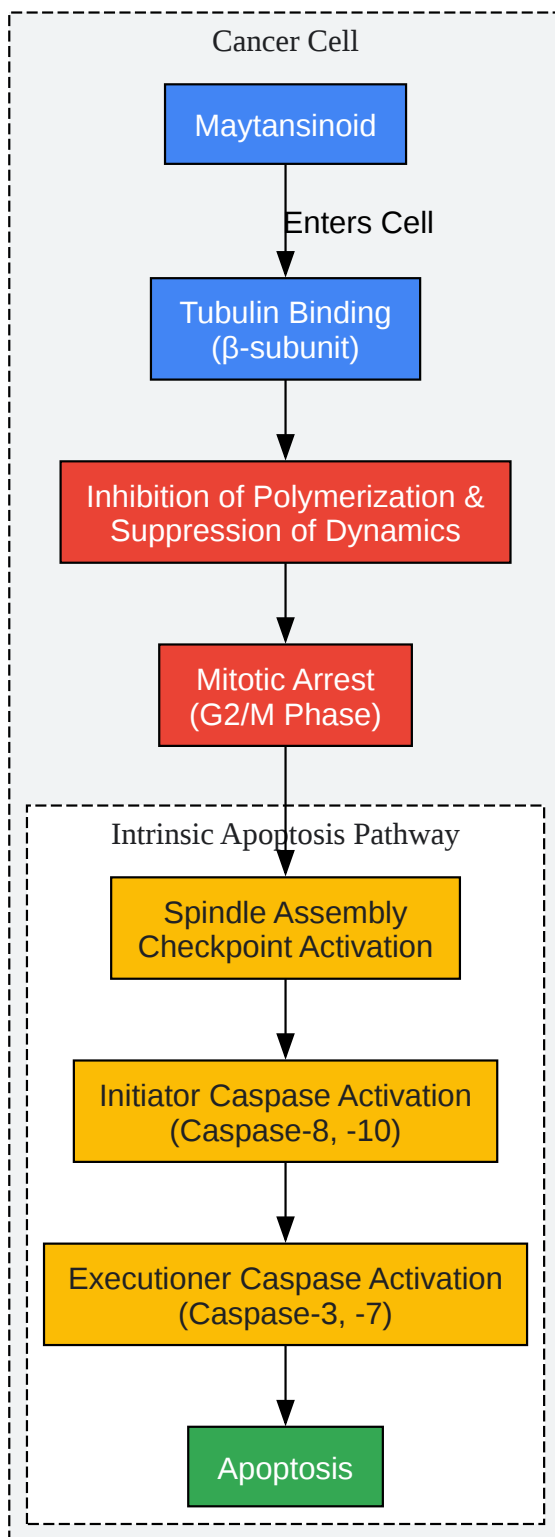 Cancer Cell
Maytansinoid
Enters Cell
Tubulin Binding
(β-subunit)
Inhibition of Polymerization &
Suppression of Dynamics
Mitotic Arrest
(G2/M Phase)
Intrinsic Apoptosis Pathway
Spindle Assembly
Checkpoint Activation
Initiator Caspase Activation
(Caspase-8, -10)
Executioner Caspase Activation
(Caspase-3, -7)
Apoptosis